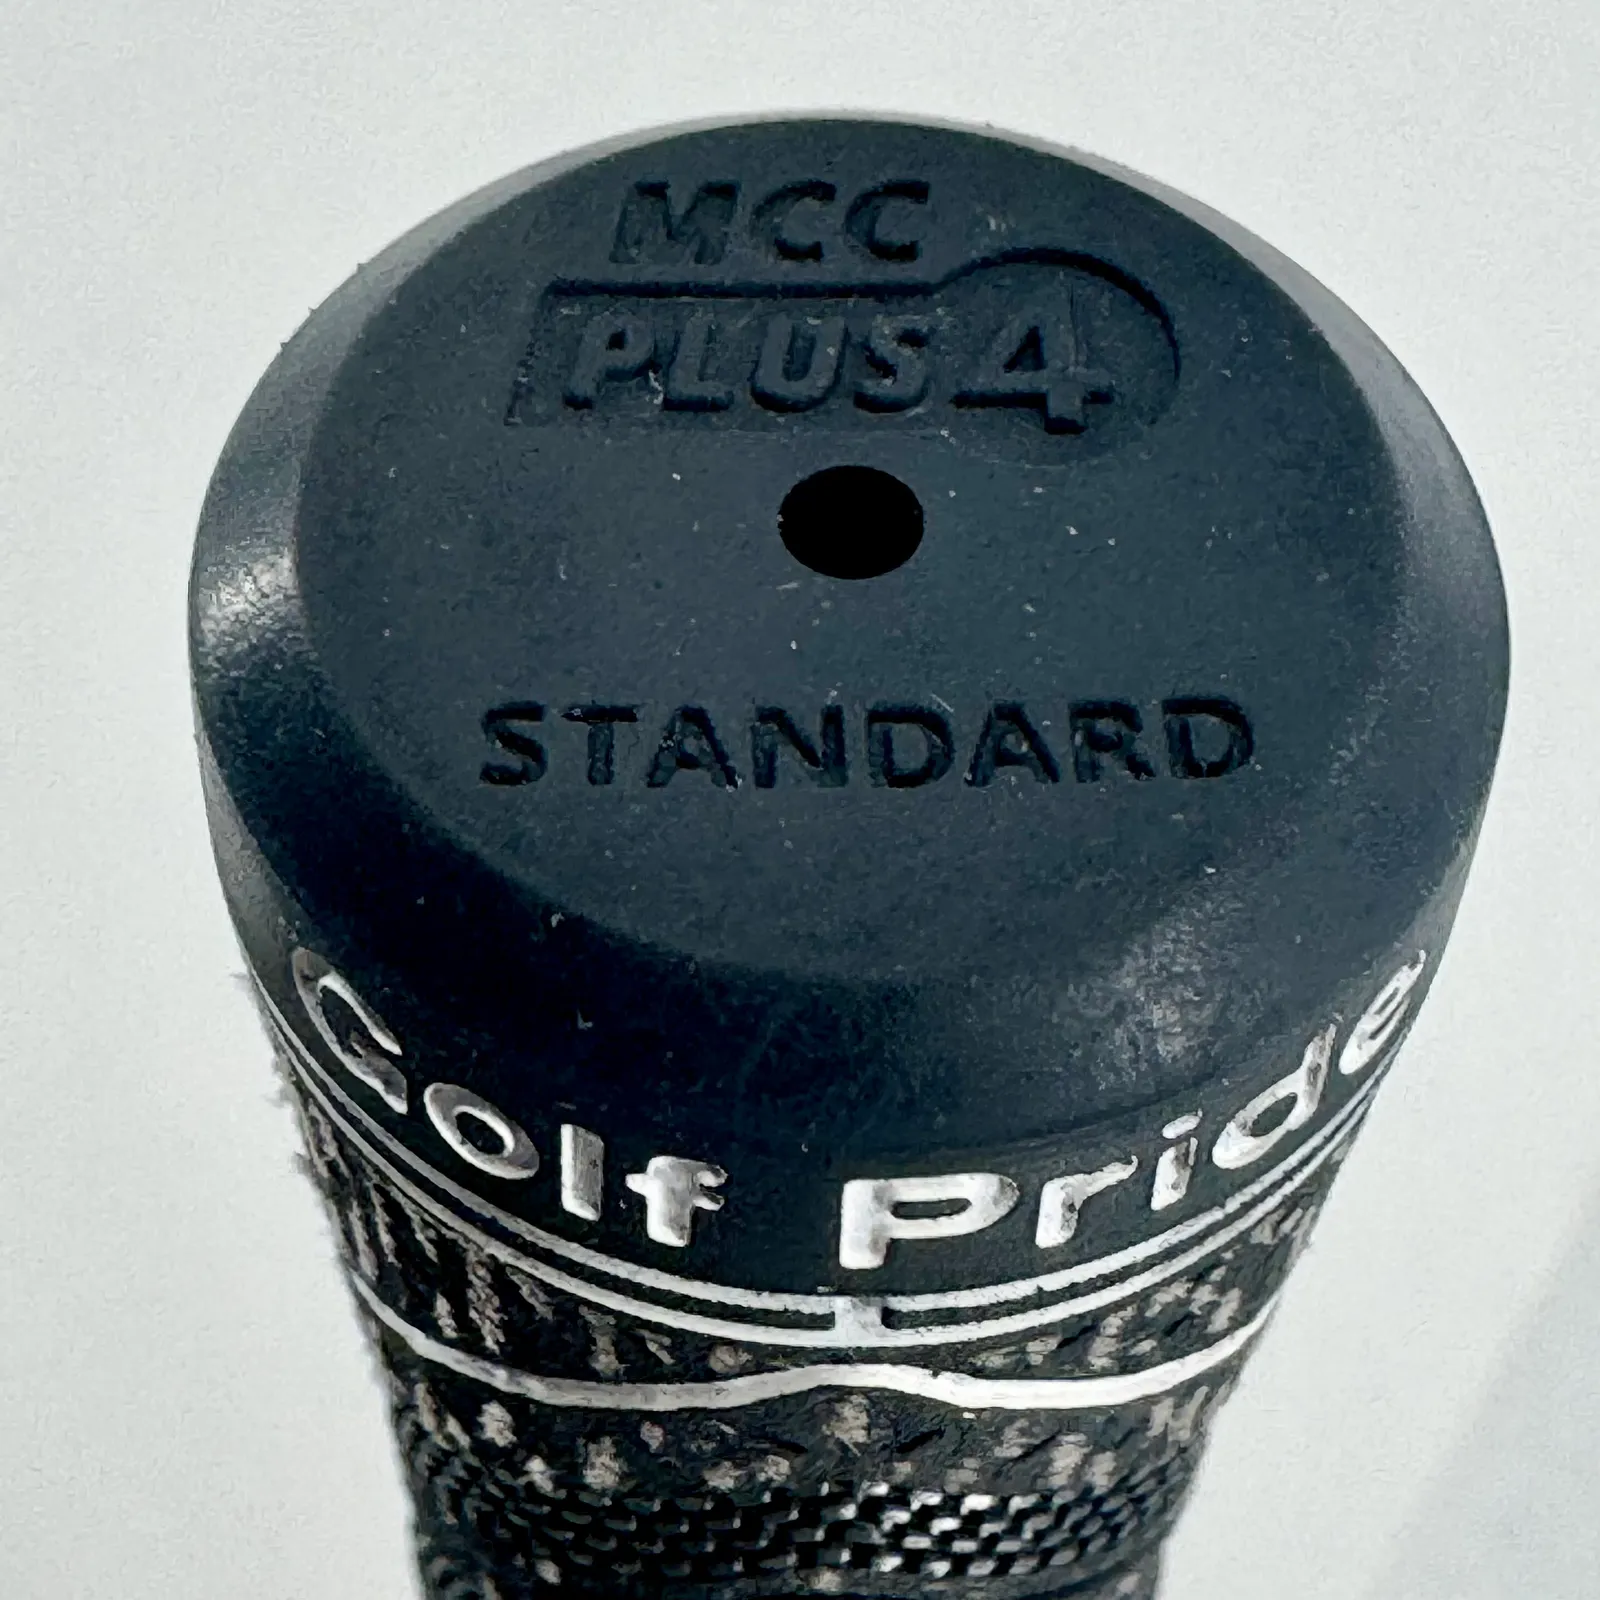 MCC
PLUS4
STANDARD
Golf Pride